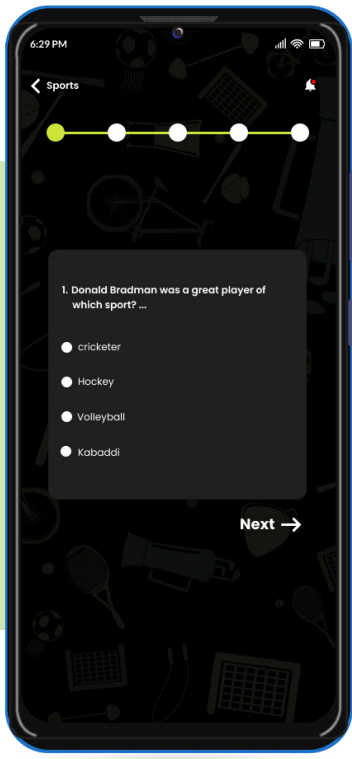 6:29 PM
Sports
1. Donald Bradman was a great player of
which sport? ...
cricketer
Hockey
Volleyball
Kabaddi
Next